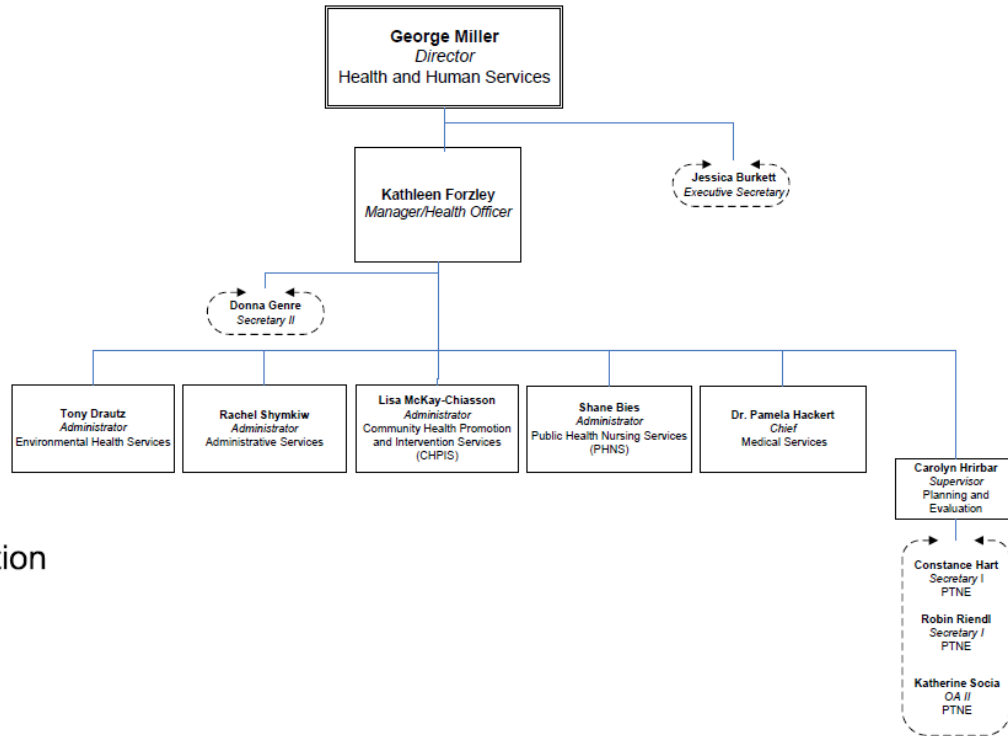 George Miller
Director
Health and Human Services
Kathleen Forzley
Manager/Health Officer
Jessica Burkett
Executive Secretary
Donna Genre
Secretary II
Tony Drautz
Administrator
Environmental Health Services
Rachel Shymkiw
Administrator
Administrative Services
Lisa McKay-Chiasson
Administrator
Community Health Promotion
and Intervention Services
(CHPIS)
Shane Bies
Administrator
Public Health Nursing Services
(PHNS)
Dr. Pamela Hackert
Chief
Medical Services
Carolyn Hrirbar
Supervisor
Planning and
Evaluation
tion
Constance Hart
Secretary I
PTNE
Robin Riendl
Secretary I
PTNE
Katherine Socia
OA II
PTNE